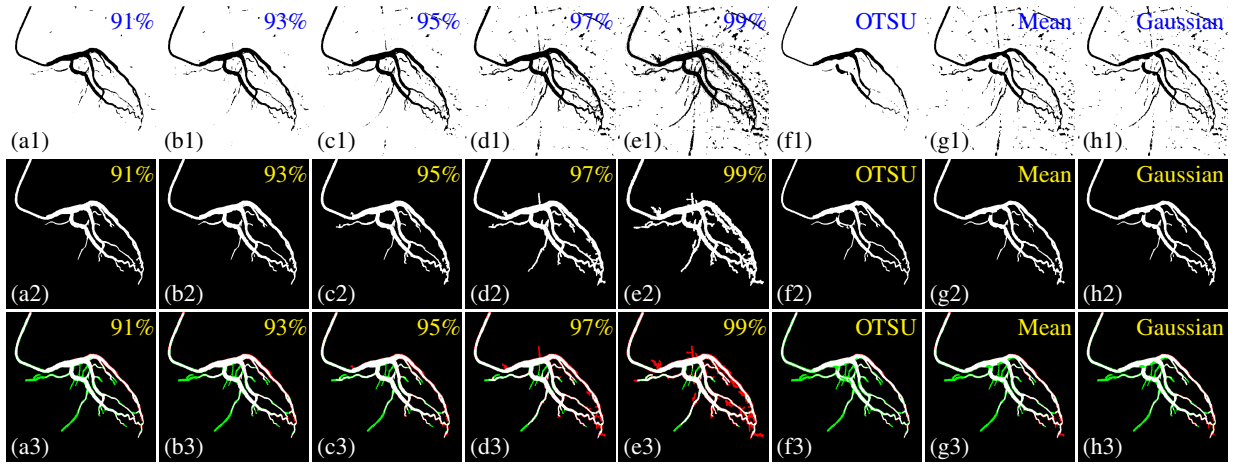 91% 93% 95% 97% 99% OTSU Mean Gaussian
(a1) (b1) (c1) (d1) (e1) (f1) (g1) (h1)
91% 93% 95% 97% 99% OTSU Mean Gaussian
(a2) (b2) (c2) (d2) (e2) (f2) (g2) (h2)
91% 93% 95% 97% 99% OTSU Mean Gaussian
(a3) (b3) (c3) (d3) (e3) (f3) (g3) (h3)